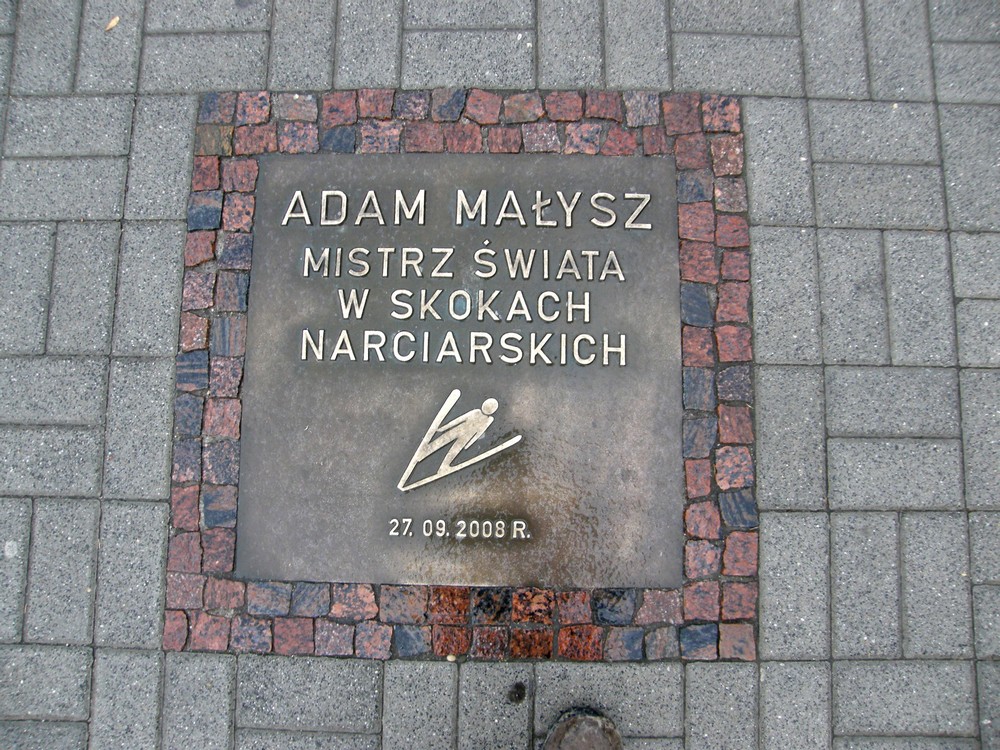 ADAM MAŁYSZ
MISTRZ ŚWIATA
W SKOKACH
NARCIARSKICH
27. 09. 2008 R.